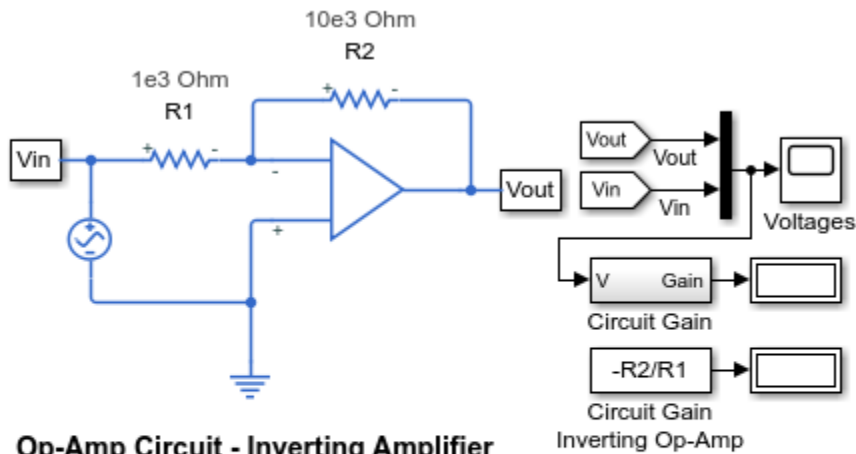 10e3 Ohm
R2
1e3 Ohm
R1
+
-
+
-
Vin
-
+
+
-
Vout
Vout
Vout
Vin
Vin
Voltages
V
Gain
Circuit Gain
-R2/R1
Circuit Gain
Inverting Op-Amp
Op-Amp Circuit - Inverting Amplifier